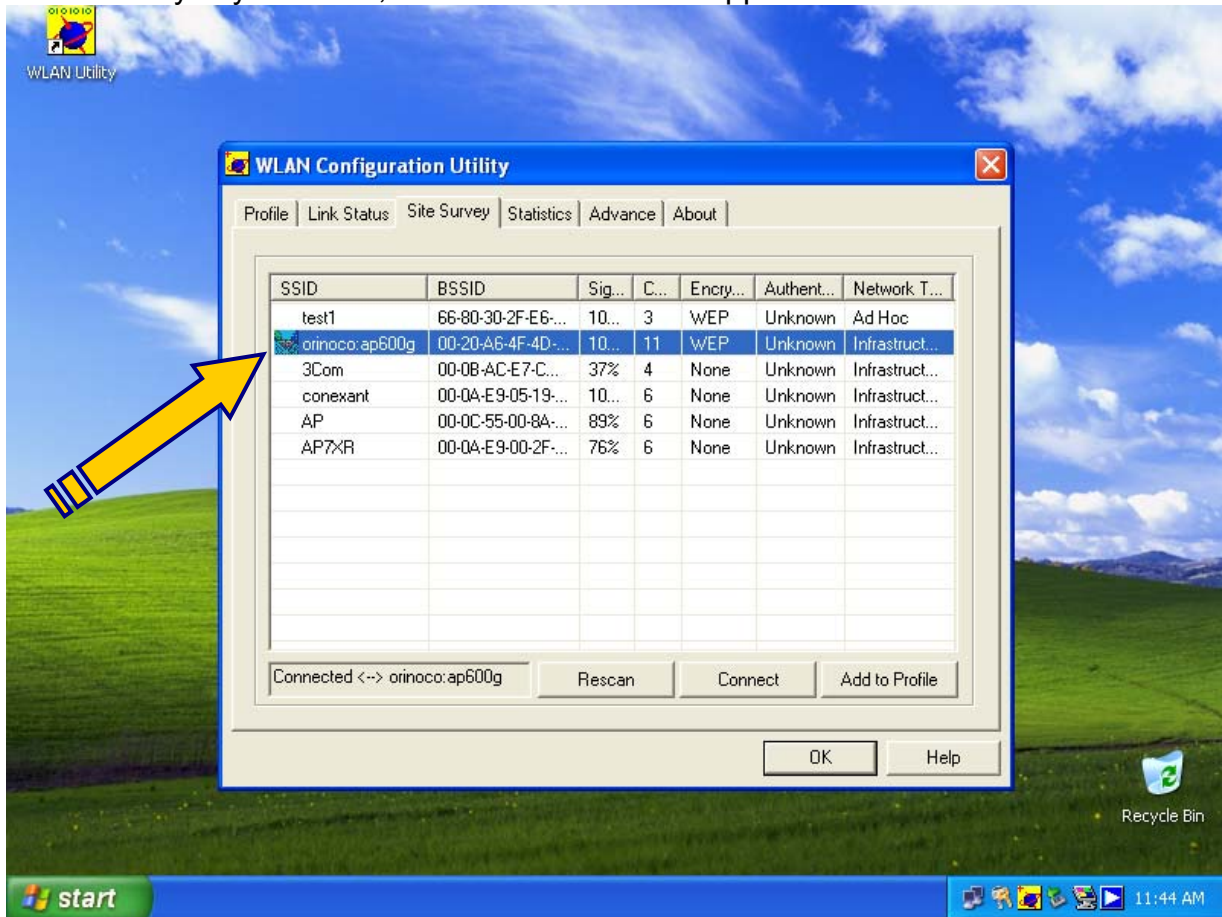 010 1010
WLAN Utility
WLAN Configuration Utility
Profile Link Status Site Survey Statistics Advance About
SSID BSSID Sig... C... Encry... Authent... Network T...
test1 66-80-30-2F-E6-... 10... 3 WEP Unknown Ad Hoc
orinoco:ap600g 00-20-A6-4F-4D-... 10... 11 WEP Unknown Infrastruct...
3Com 00-0B-AC-E7-C... 37% 4 None Unknown Infrastruct...
conexant 00-0A-E9-05-19-... 10... 6 None Unknown Infrastruct...
AP 00-0C-55-00-8A-... 89% 6 None Unknown Infrastruct...
AP7XR 00-0A-E9-00-2F-... 76% 6 None Unknown Infrastruct...
Connected <--> orinoco:ap600g Rescan Connect Add to Profile
OK Help
Recycle Bin
start 11:44 AM